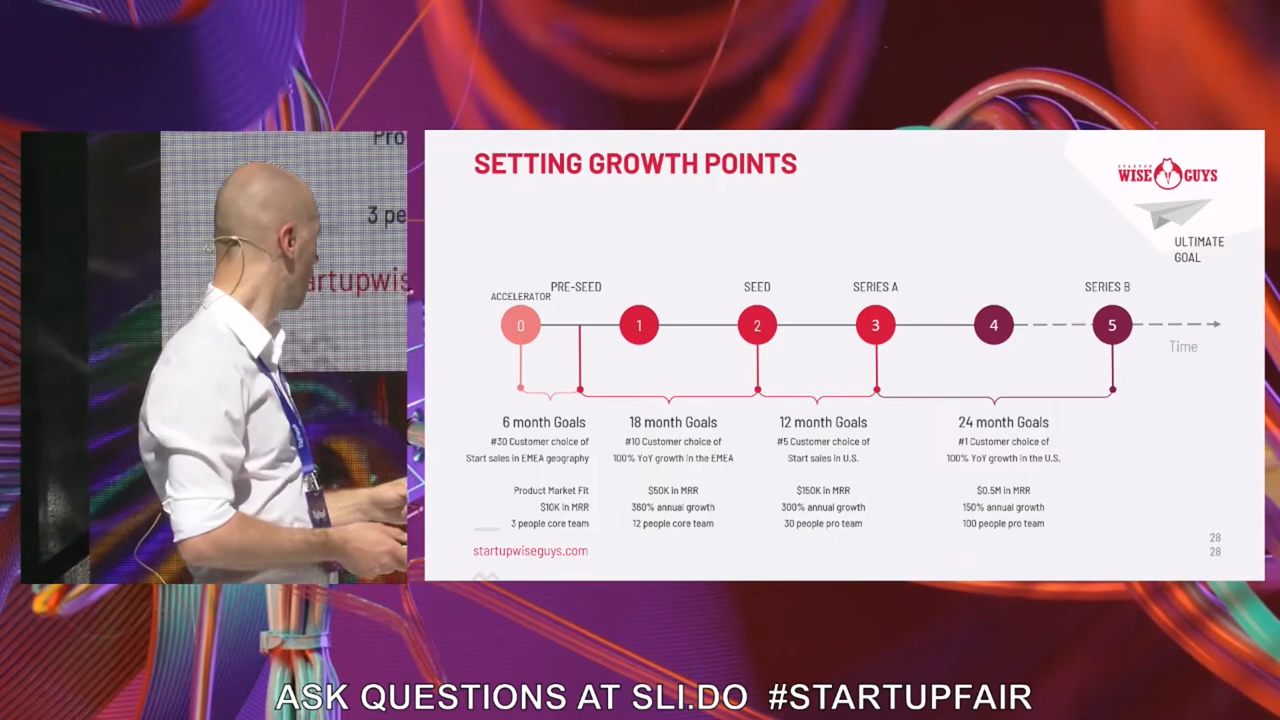 Pro
3 pe
artupwis
SETTING GROWTH POINTS
STARTUP
WISE GUYS
ULTIMATE
GOAL
PRE-SEED
SEED
SERIES A
SERIES B
ACCELERATOR
0
1
2
3
4
5
Time
6 month Goals
#30 Customer choice of
Start sales in EMEA geography
Product Market Fit
$10K in MRR
3 people core team
18 month Goals
#10 Customer choice of
100% YoY growth in the EMEA
$50K in MRR
360% annual growth
12 people core team
12 month Goals
#5 Customer choice of
Start sales in U.S.
$150K in MRR
300% annual growth
30 people pro team
24 month Goals
#1 Customer choice of
100% YoY growth in the U.S.
$0.5M in MRR
150% annual growth
100 people pro team
startupwiseguys.com
28
28
ASK QUESTIONS AT SLI.DO #STARTUPFAIR